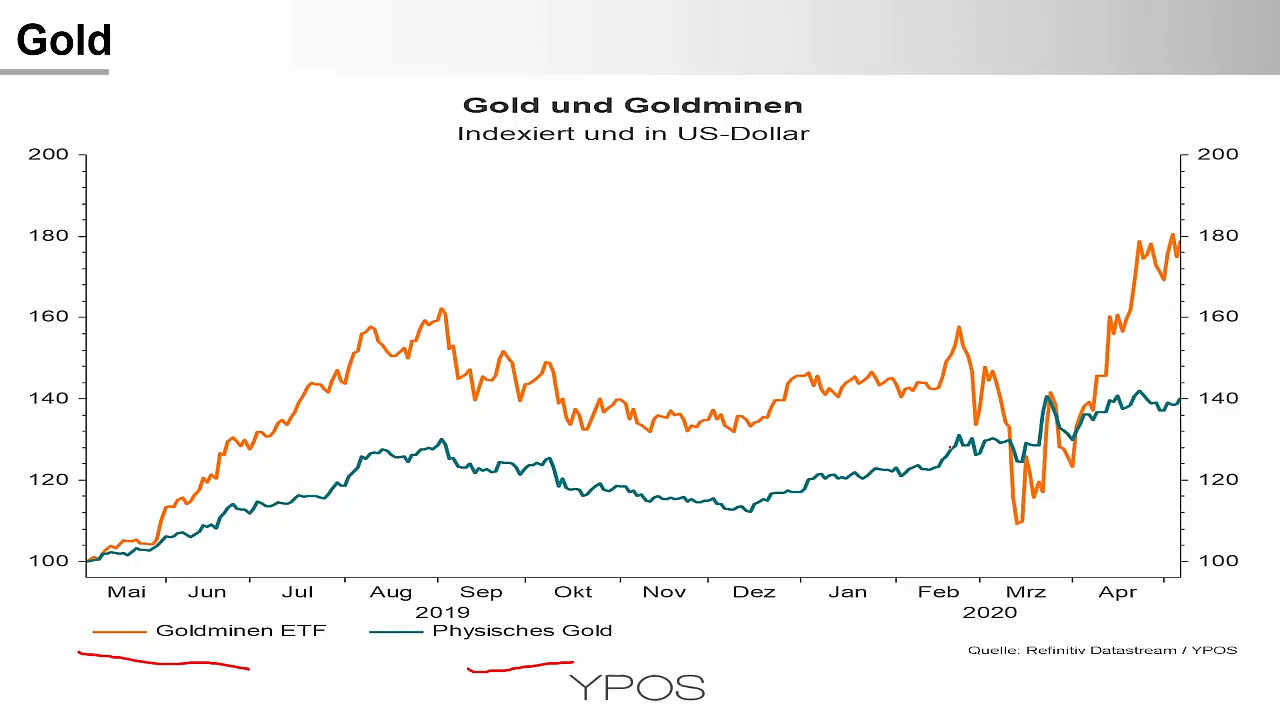 Gold
Gold und Goldminen
Indexiert und in US-Dollar
200 200
180 180
160 160
140 140
120 120
100 100
Mai Jun Jul Aug Sep Okt Nov Dez Jan Feb Mrz Apr
2019 2020
Goldminen ETF Physisches Gold
Quelle: Refinitiv Datastream / YPOS
YPOS